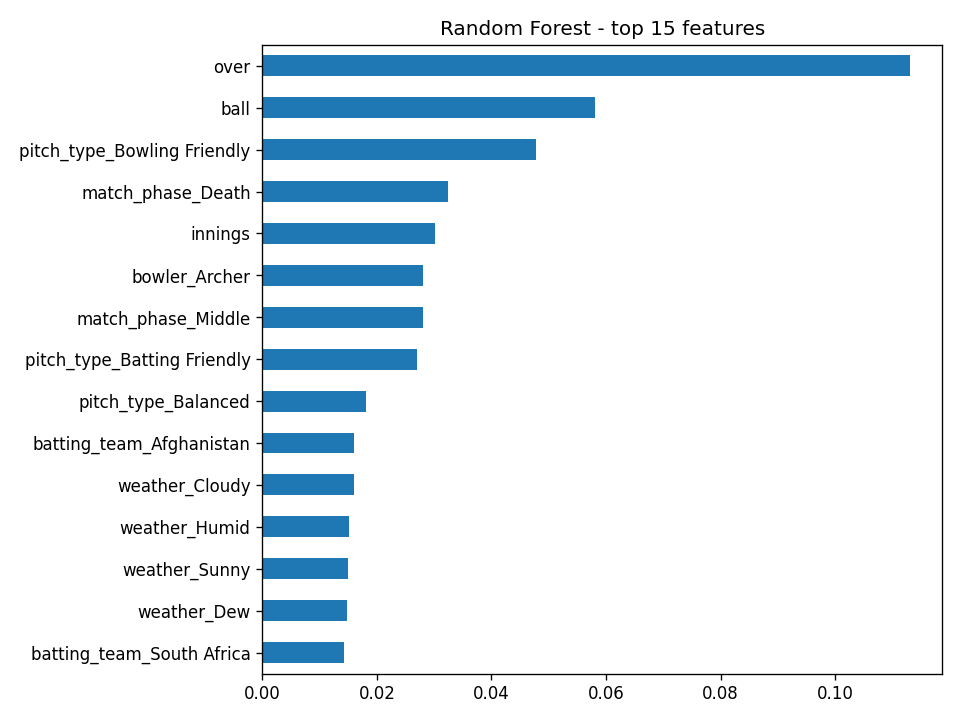 Random Forest - top 15 features
over
ball
pitch_type_Bowling Friendly
match_phase_Death
innings
bowler_Archer
match_phase_Middle
pitch_type_Batting Friendly
pitch_type_Balanced
batting_team_Afghanistan
weather_Cloudy
weather_Humid
weather_Sunny
weather_Dew
batting_team_South Africa
0.00 0.02 0.04 0.06 0.08 0.10